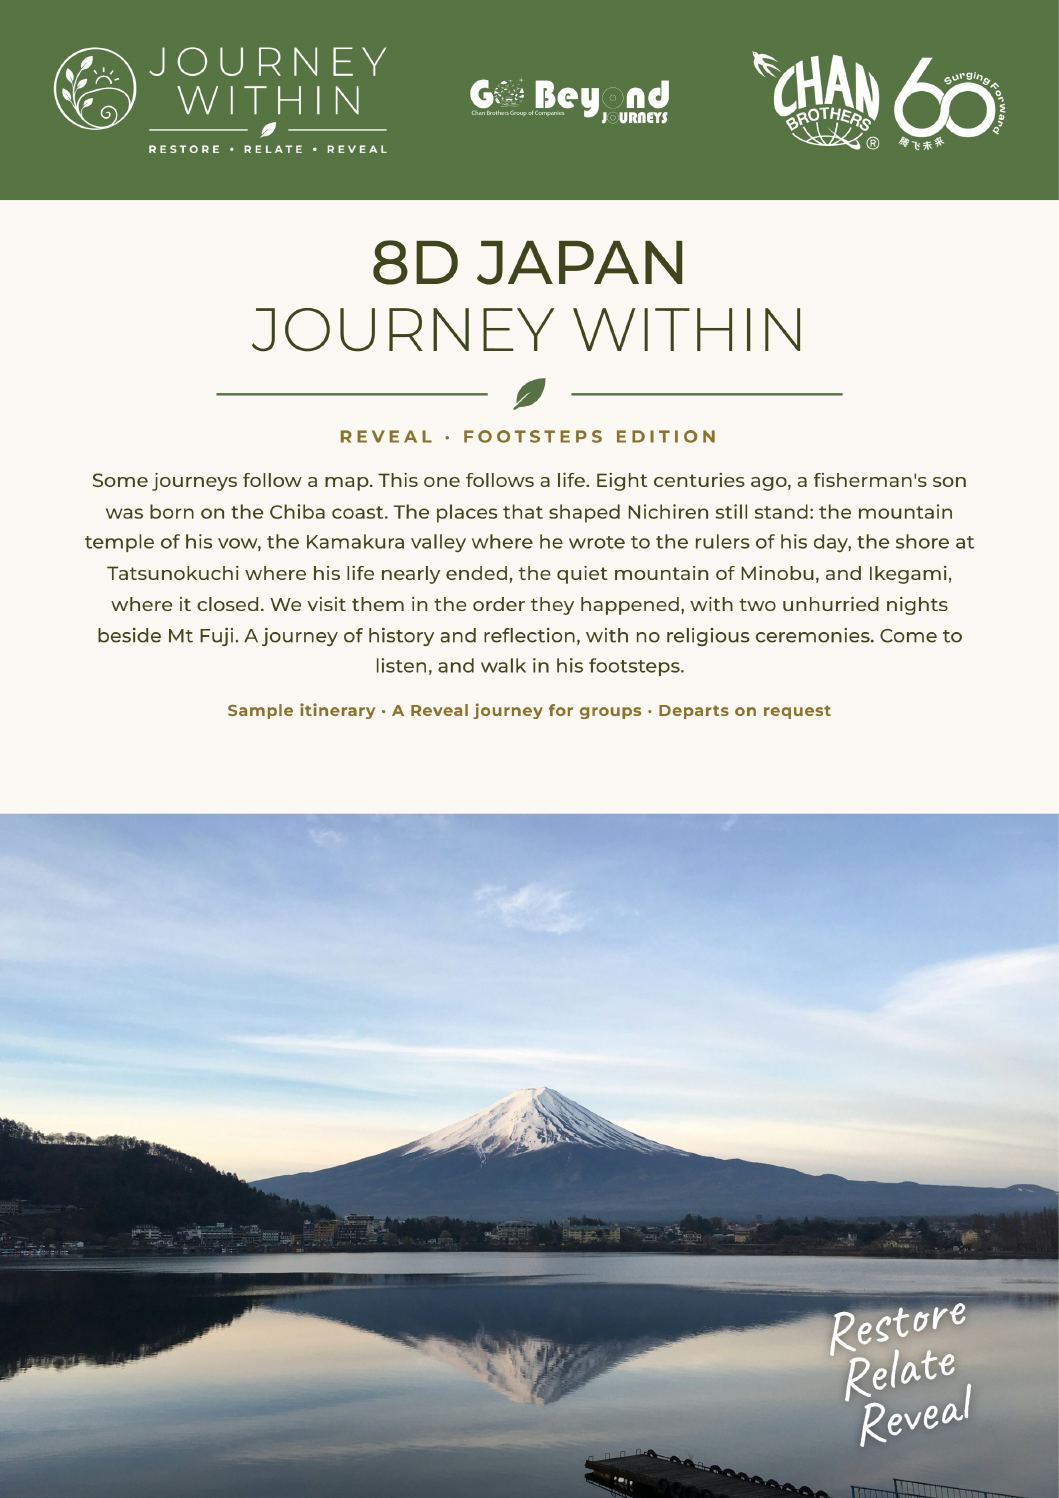 JOURNEY
WITHIN
RESTORE • RELATE • REVEAL
Go Beyond
Chan Brothers Group of Companies
JOURNEYS
CHAN
BROTHERS
®
60
Surging Forward
腾飞未来
8D JAPAN
JOURNEY WITHIN
REVEAL · FOOTSTEPS EDITION
Some journeys follow a map. This one follows a life. Eight centuries ago, a fisherman's son
was born on the Chiba coast. The places that shaped Nichiren still stand: the mountain
temple of his vow, the Kamakura valley where he wrote to the rulers of his day, the shore at
Tatsunokuchi where his life nearly ended, the quiet mountain of Minobu, and Ikegami,
where it closed. We visit them in the order they happened, with two unhurried nights
beside Mt Fuji. A journey of history and reflection, with no religious ceremonies. Come to
listen, and walk in his footsteps.
Sample itinerary · A Reveal journey for groups · Departs on request
Restore
Relate
Reveal